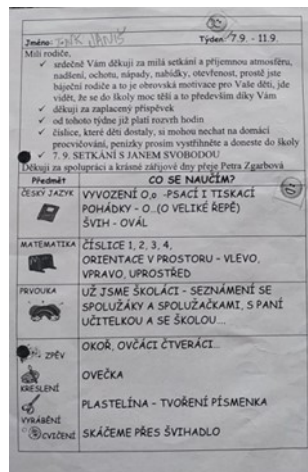 Jméno: JANIŠ
Týden 7.9. - 11.9.
Milí rodiče,
✓ srdečně Vám děkuji za milá setkání a příjemnou atmosféru,
nadšení, ochotu, nápady, nabídky, otevřenost, prostě jste
báječní rodiče a to je obrovská motivace pro Vaše děti, jde
vidět, že se do školy moc těší a to především díky Vám
✓ děkuji za zaplacený příspěvek
✓ od tohoto týdne již platí rozvrh hodin
✓ číslice, které děti dostaly, si mohou nechat na domácí
procvičování, penízky prosím vystřihněte a doneste do školy
✓ 7. 9. SETKÁNÍ S JANEM SVOBODOU
Děkuji za spolupráci a krásné zářijové dny přeje Petra Zgarbová
Předmět CO SE NAUČÍM?
ČESKÝ JAZYK
VYVOZENÍ O,o -PSACÍ I TISKACÍ
POHÁDKY - O...(O VELIKÉ ŘEPĚ)
ŠVIH - OVÁL
MATEMATIKA
ČÍSLICE 1, 2, 3, 4,
ORIENTACE V PROSTORU - VLEVO,
VPRAVO, UPROSTŘED
PRVOUKA
UŽ JSME ŠKOLÁCI - SEZNÁMENÍ SE
SPOLUŽÁKY A SPOLUŽAČKAMI, S PANÍ
UČITELKOU A SE ŠKOLOU...
ZPĚV
OKOŘ, OVČÁCI ČTVERÁCI...
KRESLENÍ
OVEČKA
VYRÁBĚNÍ
PLASTELÍNA - TVOŘENÍ PÍSMENKA
CVIČENÍ
SKÁČEME PŘES ŠVIHADLO